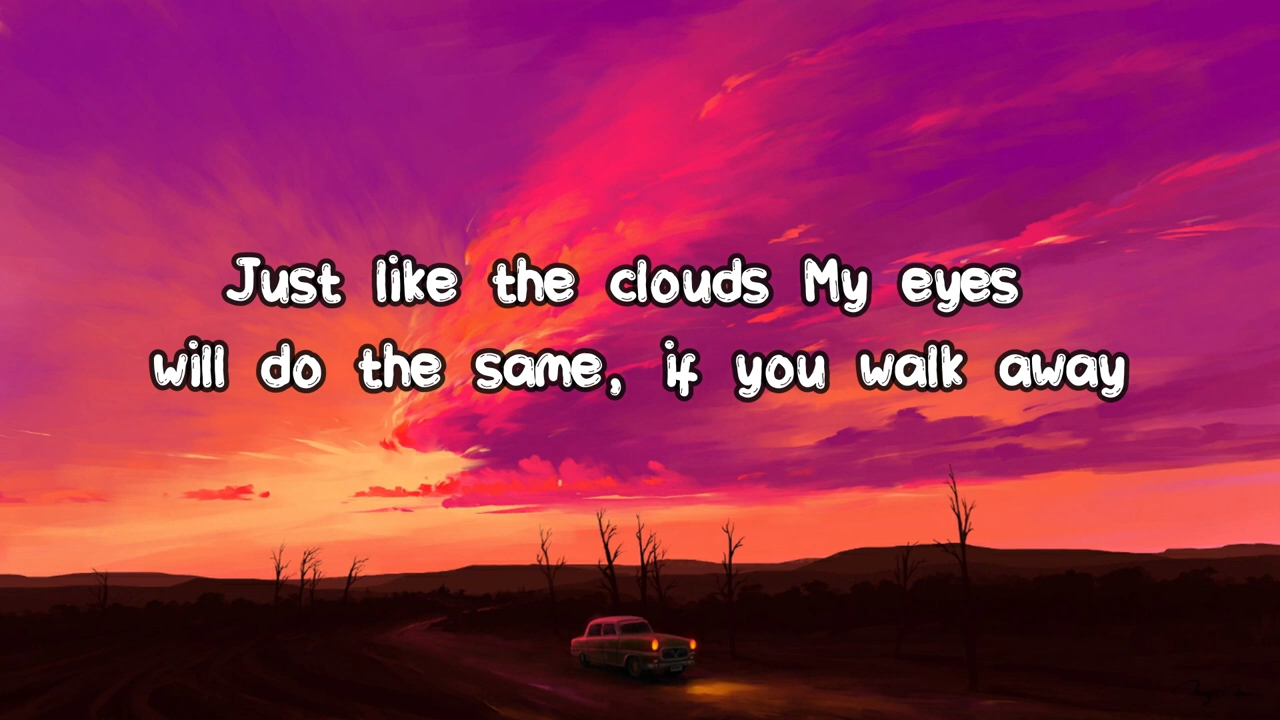 Just like the clouds My eyes
will do the same, if you walk away